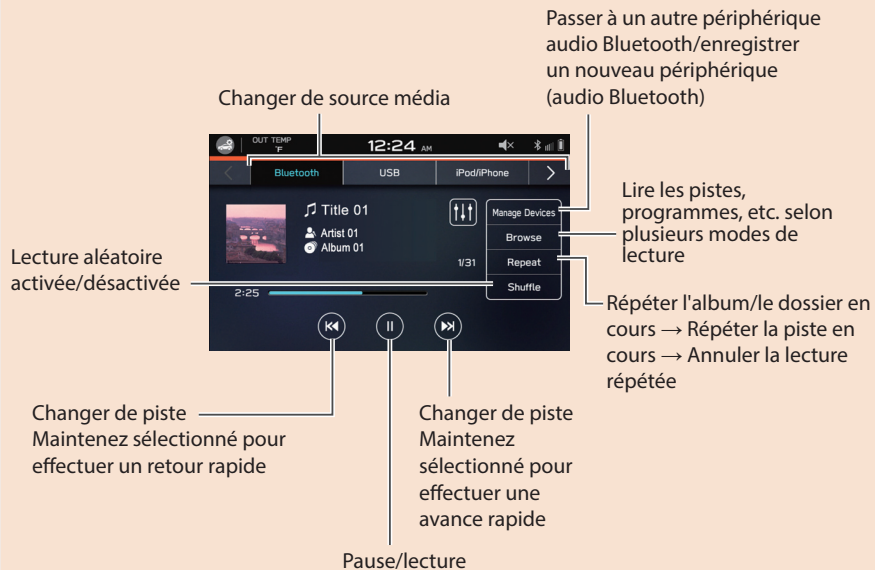 Passer à un autre périphérique
audio Bluetooth/enregistrer
un nouveau périphérique
(audio Bluetooth)
Changer de source média
OUT TEMP
°F
12:24 AM
Bluetooth
USB
iPod/iPhone
Title 01
Artist 01
Album 01
1/31
2:25
Manage Devices
Browse
Repeat
Shuffle
Lire les pistes,
programmes, etc. selon
plusieurs modes de
lecture
Lecture aléatoire
activée/désactivée
Répéter l'album/le dossier en
cours → Répéter la piste en
cours → Annuler la lecture
répétée
Changer de piste
Maintenez sélectionné pour
effectuer un retour rapide
Changer de piste
Maintenez
sélectionné pour
effectuer une
avance rapide
Pause/lecture